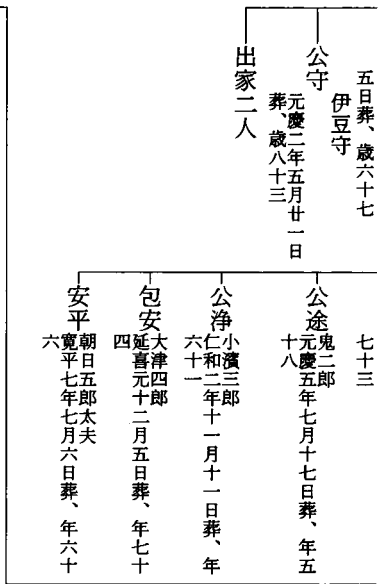 五日葬、歳六十七
伊豆守
公守
元慶二年五月廿一日
葬、歳八十三
出家二人
七十三
公途
鬼二郎
元慶五年七月十七日葬、年五
十八
公浄
小濱三郎
仁和二年十一月十一日葬、年
六十一
包安
大津四郎
延喜元十二月五日葬、年七十
四
安平
朝日五郎太夫
寛平七年七月六日葬、年六十
六